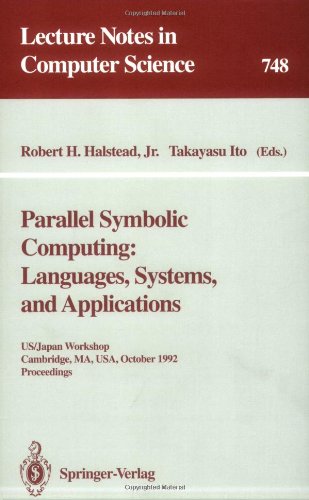 Lecture Notes in
Computer Science 748
Robert H. Halstead, Jr. Takayasu Ito (Eds.)
Parallel Symbolic
Computing:
Languages, Systems,
and Applications
US/Japan Workshop
Cambridge, MA, USA, October 1992
Proceedings
Springer-Verlag